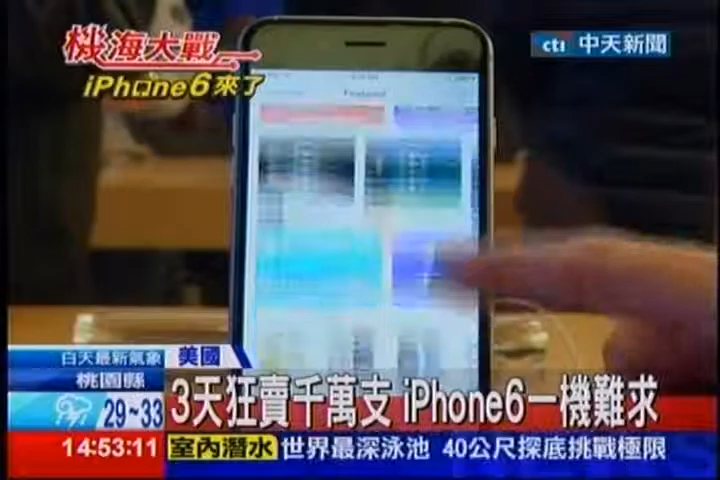 機海大戰
iPhone6來了
cti 中天新聞
白天最新氣象
美國
桃園縣
29~33
3天狂賣千萬支 iPhone6一機難求
14:53:11
室內潛水 世界最深泳池 40公尺探底挑戰極限